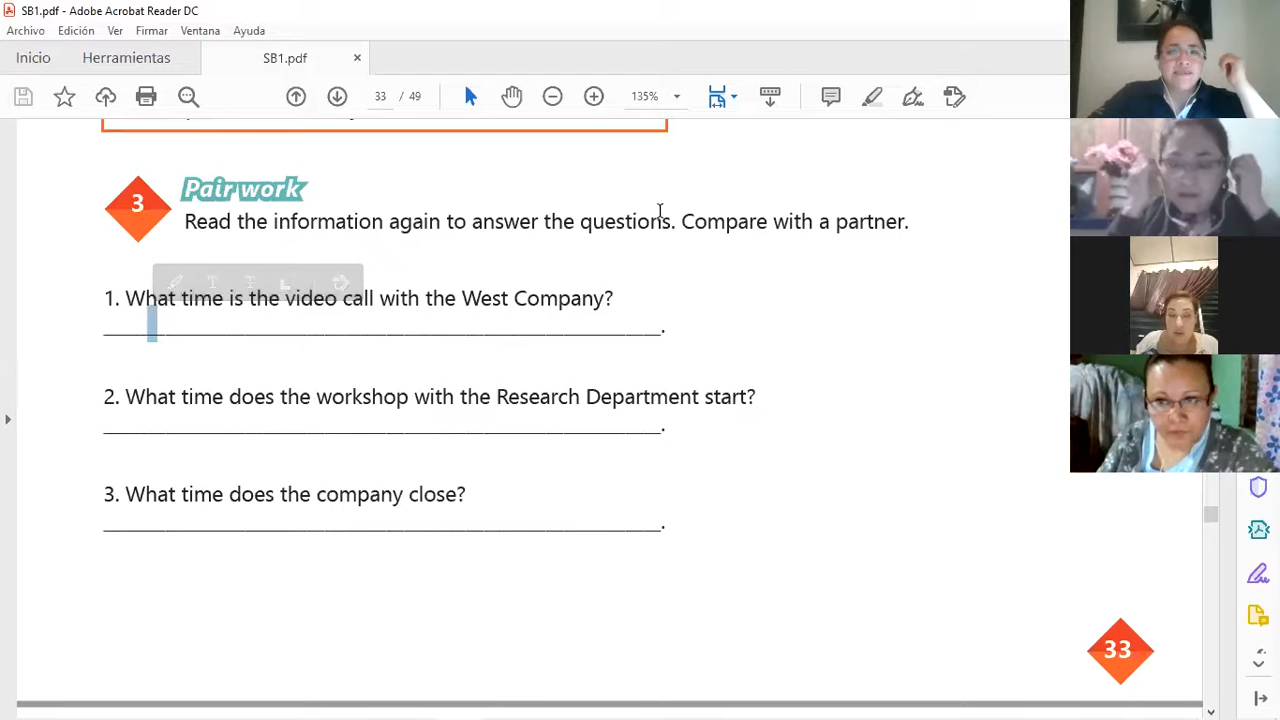 SB1.pdf - Adobe Acrobat Reader DC
Archivo Edición Ver Firmar Ventana Ayuda
Inicio Herramientas SB1.pdf ×
33 / 49 135%
3 Pair work
Read the information again to answer the questions. Compare with a partner.
1. What time is the video call with the West Company?
_______________________________________________.
2. What time does the workshop with the Research Department start?
_______________________________________________.
3. What time does the company close?
_______________________________________________.
33